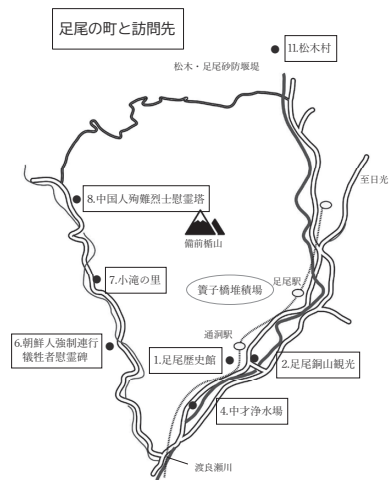 足尾の町と訪問先
11.松木村
松木・足尾砂防堰堤
至日光
8.中国人殉難烈士慰霊塔
備前楯山
7.小滝の里
足尾駅
簀子橋堆積場
通洞駅
6.朝鮮人強制連行
犠牲者慰霊碑
1.足尾歴史館
2.足尾銅山観光
4.中才浄水場
渡良瀬川